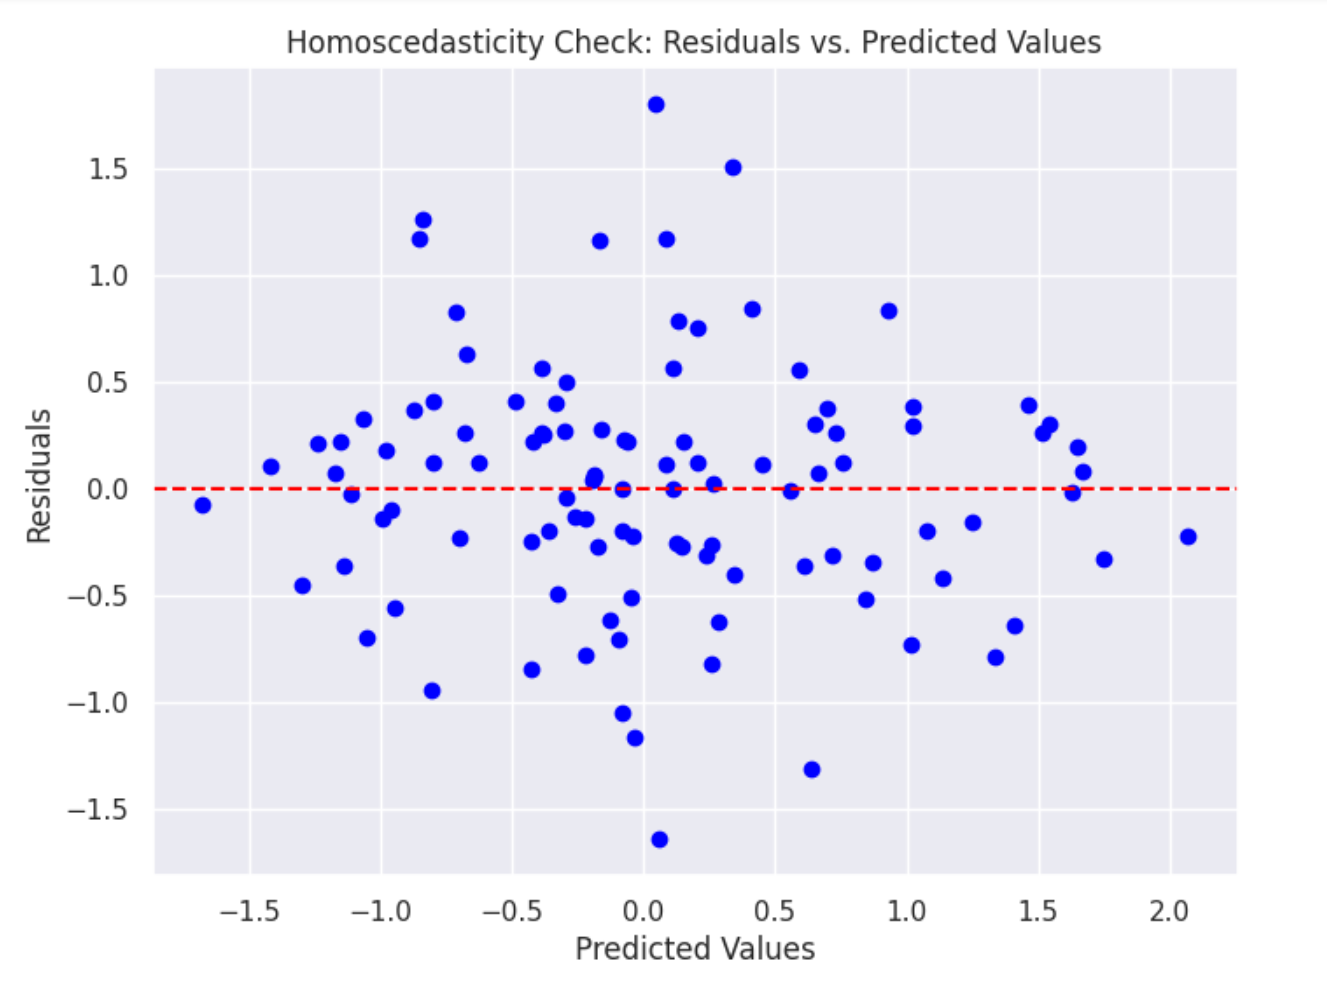 Homoscedasticity Check: Residuals vs. Predicted Values
1.5
1.0
0.5
0.0
−0.5
−1.0
−1.5
Residuals
−1.5 −1.0 −0.5 0.0 0.5 1.0 1.5 2.0
Predicted Values